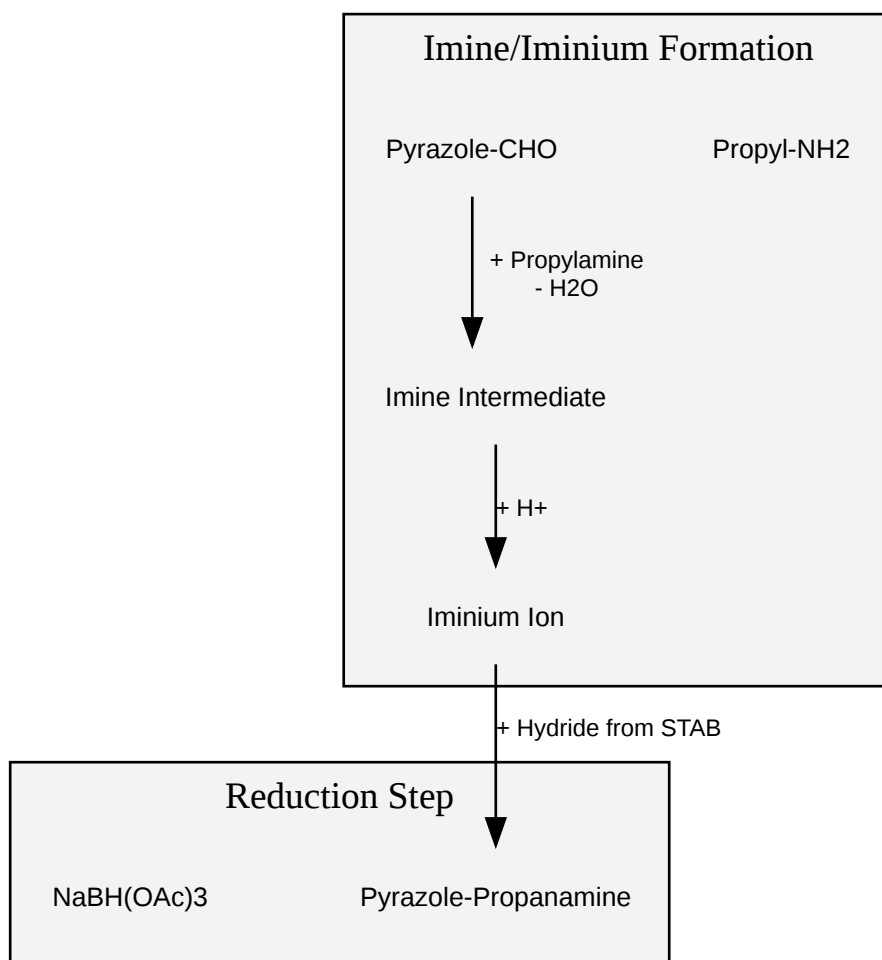 Imine/Iminium Formation
Pyrazole-CHO
Propyl-NH2
+ Propylamine
- H2O
Imine Intermediate
+ H+
Iminium Ion
+ Hydride from STAB
Reduction Step
NaBH(OAc)3
Pyrazole-Propanamine